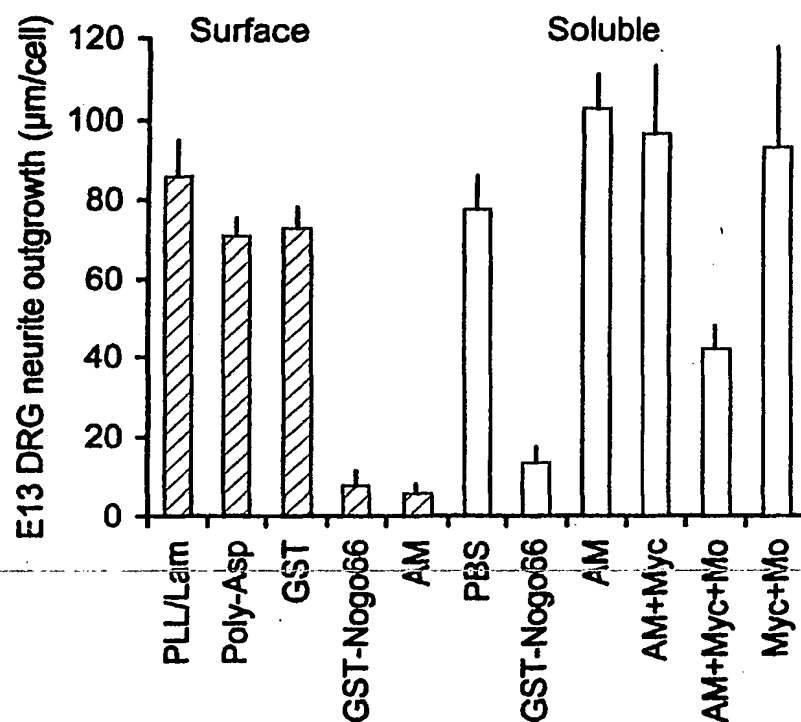 Surface
Soluble
E13 DRG neurite outgrowth (µm/cell)
120
100
80
60
40
20
0
PLL/Lam
Poly-Asp
GST
GST-Nogo66
AM
PBS
GST-Nogo66
AM
AM+Myc
AM+Myc+Mo
Myc+Mo